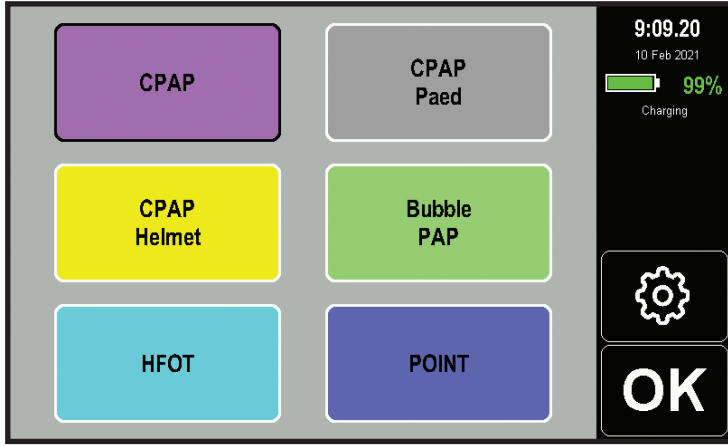 CPAP
CPAP
Paed
CPAP
Helmet
Bubble
PAP
HFOT
POINT
9:09.20
10 Feb 2021
99%
Charging
OK